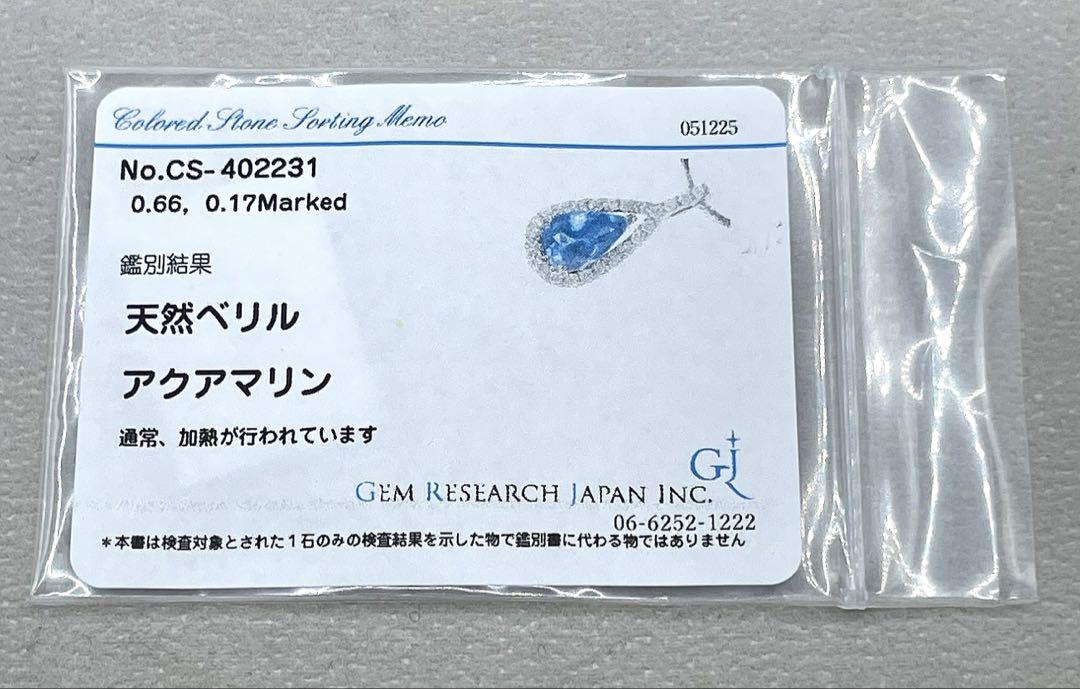 Colored Stone Sorting Memo
051225
No.CS-402231
0.66, 0.17Marked
鑑別結果
天然ベリル
アクアマリン
通常、加熱が行われています
GJ
GEM RESEARCH JAPAN INC.
06-6252-1222
*本書は検査対象とされた1石のみの検査結果を示した物で鑑別書に代わる物ではありません